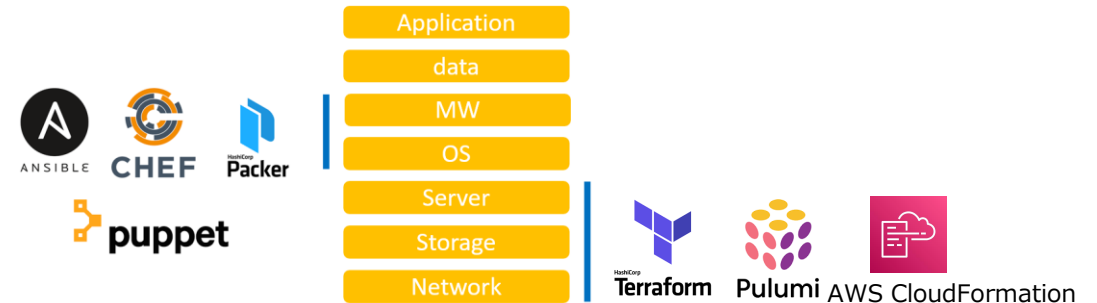 Application
data
MW
OS
Server
Storage
Network
A
ANSIBLE
CHEF
HashiCorp
Packer
puppet
HashiCorp
Terraform
Pulumi
AWS CloudFormation